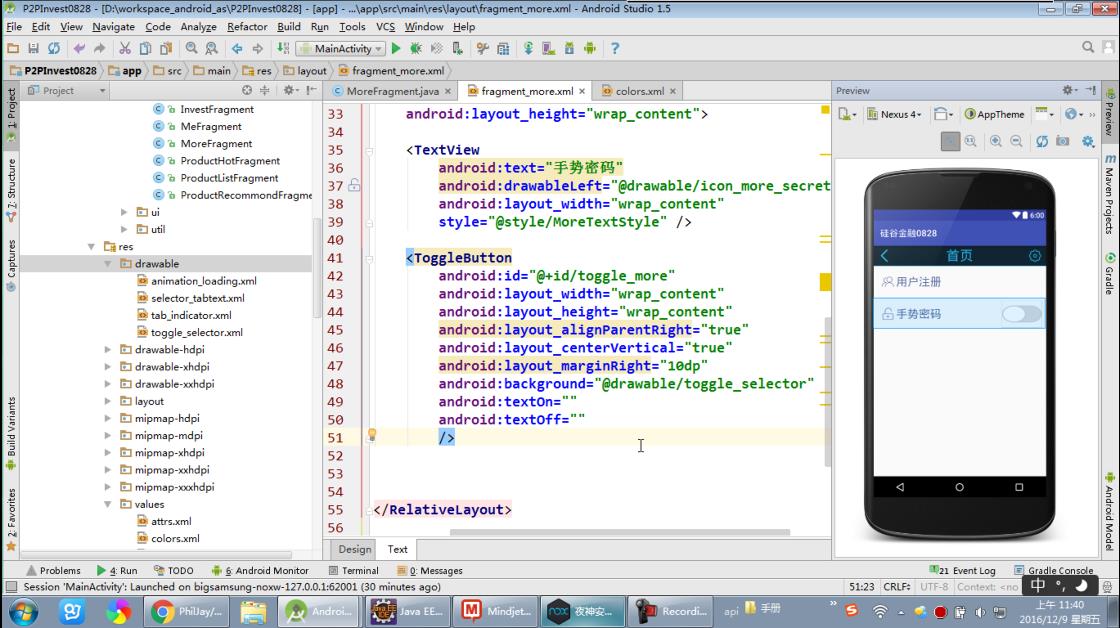 P2PInvest0828 - [D:\workspace_android_as\P2PInvest0828] - [app] - ...\app\src\main\res\layout\fragment_more.xml - Android Studio 1.5
File Edit View Navigate Code Analyze Refactor Build Run Tools VCS Window Help
MainActivity
P2PInvest0828 app src main res layout fragment_more.xml
Project
MoreFragment.java
fragment_more.xml
colors.xml
Preview
Nexus 4
AppTheme
1: Project
7: Structure
Captures
Build Variants
2: Favorites
InvestFragment
MeFragment
MoreFragment
ProductHotFragment
ProductListFragment
ProductRecommondFragme
ui
util
res
drawable
animation_loading.xml
selector_tabtext.xml
tab_indicator.xml
toggle_selector.xml
drawable-hdpi
drawable-xhdpi
drawable-xxhdpi
layout
mipmap-hdpi
mipmap-mdpi
mipmap-xhdpi
mipmap-xxhdpi
mipmap-xxxhdpi
values
attrs.xml
colors.xml
33 android:layout_height="wrap_content">
34
35 <TextView
36 android:text="手势密码"
37 android:drawableLeft="@drawable/icon_more_secret
38 android:layout_width="wrap_content"
39 style="@style/MoreTextStyle" />
40
41 <ToggleButton
42 android:id="@+id/toggle_more"
43 android:layout_width="wrap_content"
44 android:layout_height="wrap_content"
45 android:layout_alignParentRight="true"
46 android:layout_centerVertical="true"
47 android:layout_marginRight="10dp"
48 android:background="@drawable/toggle_selector"
49 android:textOn=""
50 android:textOff=""
51 />
52
53
54
55 </RelativeLayout>
56
Design Text
6:00
硅谷金融0828
首页
用户注册
手势密码
Preview
Maven Projects
Gradle
Android Model
Problems 4: Run TODO 6: Android Monitor Terminal 0: Messages 21 Event Log Gradle Console
Session 'MainActivity': Launched on bigsamsung-noxw-127.0.0.1:62001 (30 minutes ago)
51:23 CRLF UTF-8 Context: <no
中
PhilJay/...
Androi...
Java EE...
Mindjet...
夜神安...
Recordi...
api
手册
上午 11:40
2016/12/9 星期五